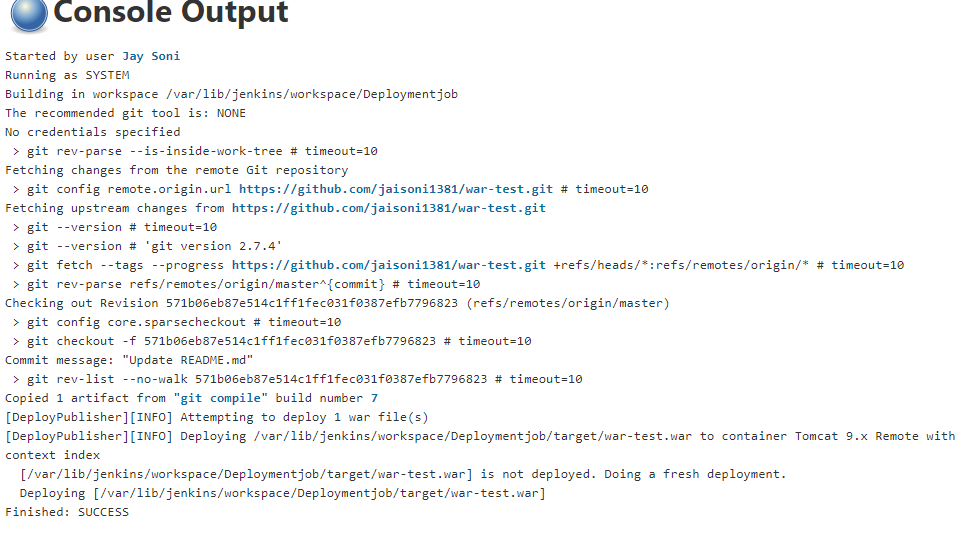 Console Output
Started by user Jay Soni
Running as SYSTEM
Building in workspace /var/lib/jenkins/workspace/Deploymentjob
The recommended git tool is: NONE
No credentials specified
> git rev-parse --is-inside-work-tree # timeout=10
Fetching changes from the remote Git repository
> git config remote.origin.url https://github.com/jaisoni1381/war-test.git # timeout=10
Fetching upstream changes from https://github.com/jaisoni1381/war-test.git
> git --version # timeout=10
> git --version # 'git version 2.7.4'
> git fetch --tags --progress https://github.com/jaisoni1381/war-test.git +refs/heads/*:refs/remotes/origin/* # timeout=10
> git rev-parse refs/remotes/origin/master^{commit} # timeout=10
Checking out Revision 571b06eb87e514c1ff1fec031f0387efb7796823 (refs/remotes/origin/master)
> git config core.sparsecheckout # timeout=10
> git checkout -f 571b06eb87e514c1ff1fec031f0387efb7796823 # timeout=10
Commit message: "Update README.md"
> git rev-list --no-walk 571b06eb87e514c1ff1fec031f0387efb7796823 # timeout=10
Copied 1 artifact from "git compile" build number 7
[DeployPublisher][INFO] Attempting to deploy 1 war file(s)
[DeployPublisher][INFO] Deploying /var/lib/jenkins/workspace/Deploymentjob/target/war-test.war to container Tomcat 9.x Remote with
context index
[/var/lib/jenkins/workspace/Deploymentjob/target/war-test.war] is not deployed. Doing a fresh deployment.
Deploying [/var/lib/jenkins/workspace/Deploymentjob/target/war-test.war]
Finished: SUCCESS